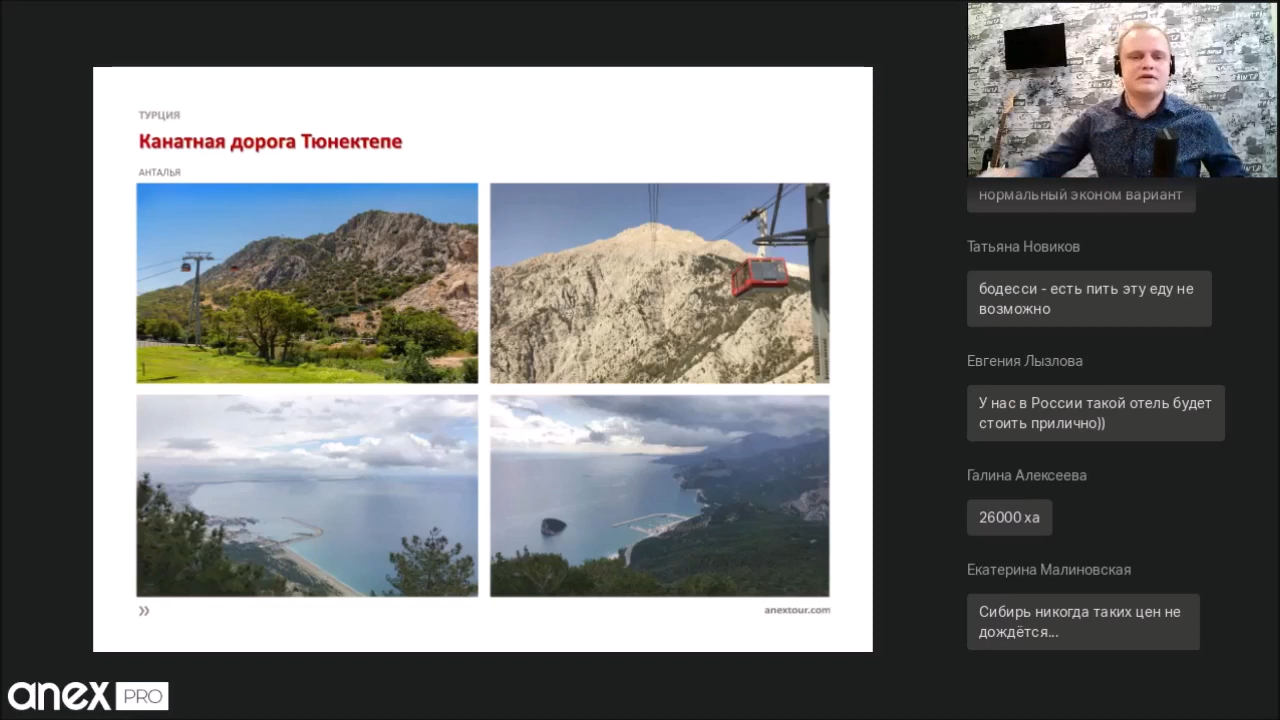 ТУРЦИЯ
Канатная дорога Тюнектепе
АНТАЛЬЯ
anextour.com
anex PRO
нормальный эконом вариант
Татьяна Новиков
бодесси - есть пить эту еду не
возможно
Евгения Лызлова
У нас в России такой отель будет
стоить прилично))
Галина Алексеева
26000 ха
Екатерина Малиновская
Сибирь никогда таких цен не
дождётся...